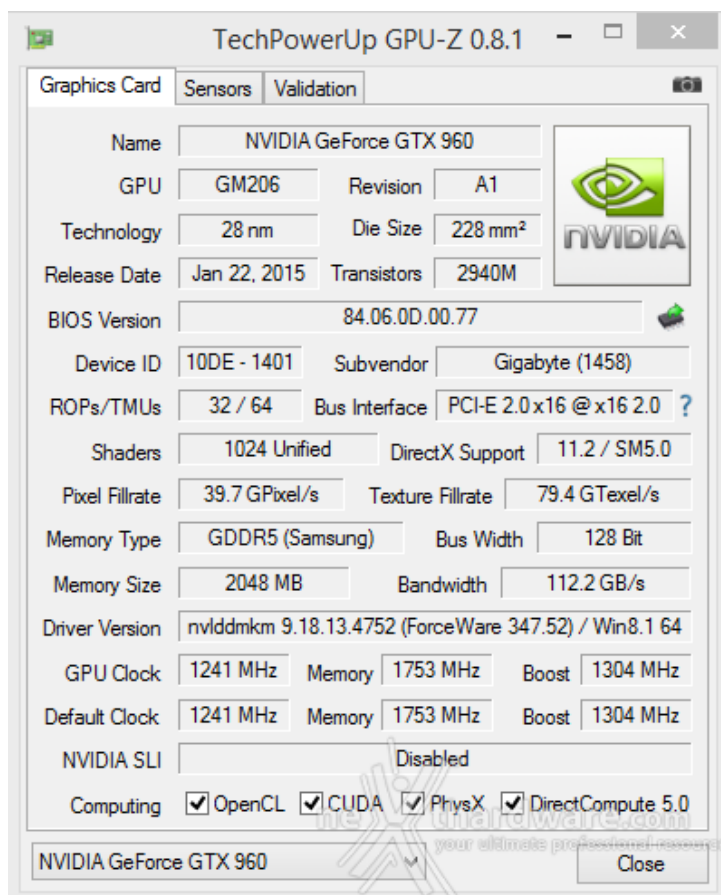 TechPowerUp GPU-Z 0.8.1
Graphics Card Sensors Validation
Name NVIDIA GeForce GTX 960
GPU GM206 Revision A1
Technology 28 nm Die Size 228 mm²
NVIDIA
Release Date Jan 22, 2015 Transistors 2940M
BIOS Version 84.06.0D.00.77
Device ID 10DE - 1401 Subvendor Gigabyte (1458)
ROPs/TMUs 32 / 64 Bus Interface PCI-E 2.0 x16 @ x16 2.0 ?
Shaders 1024 Unified DirectX Support 11.2 / SM5.0
Pixel Fillrate 39.7 GPixel/s Texture Fillrate 79.4 GTexel/s
Memory Type GDDR5 (Samsung) Bus Width 128 Bit
Memory Size 2048 MB Bandwidth 112.2 GB/s
Driver Version nvlddmkm 9.18.13.4752 (ForceWare 347.52) / Win8.1 64
GPU Clock 1241 MHz Memory 1753 MHz Boost 1304 MHz
Default Clock 1241 MHz Memory 1753 MHz Boost 1304 MHz
NVIDIA SLI Disabled
Computing OpenCL CUDA PhysX DirectCompute 5.0
nexthardware.com
your ultimate professional resource
NVIDIA GeForce GTX 960 Close